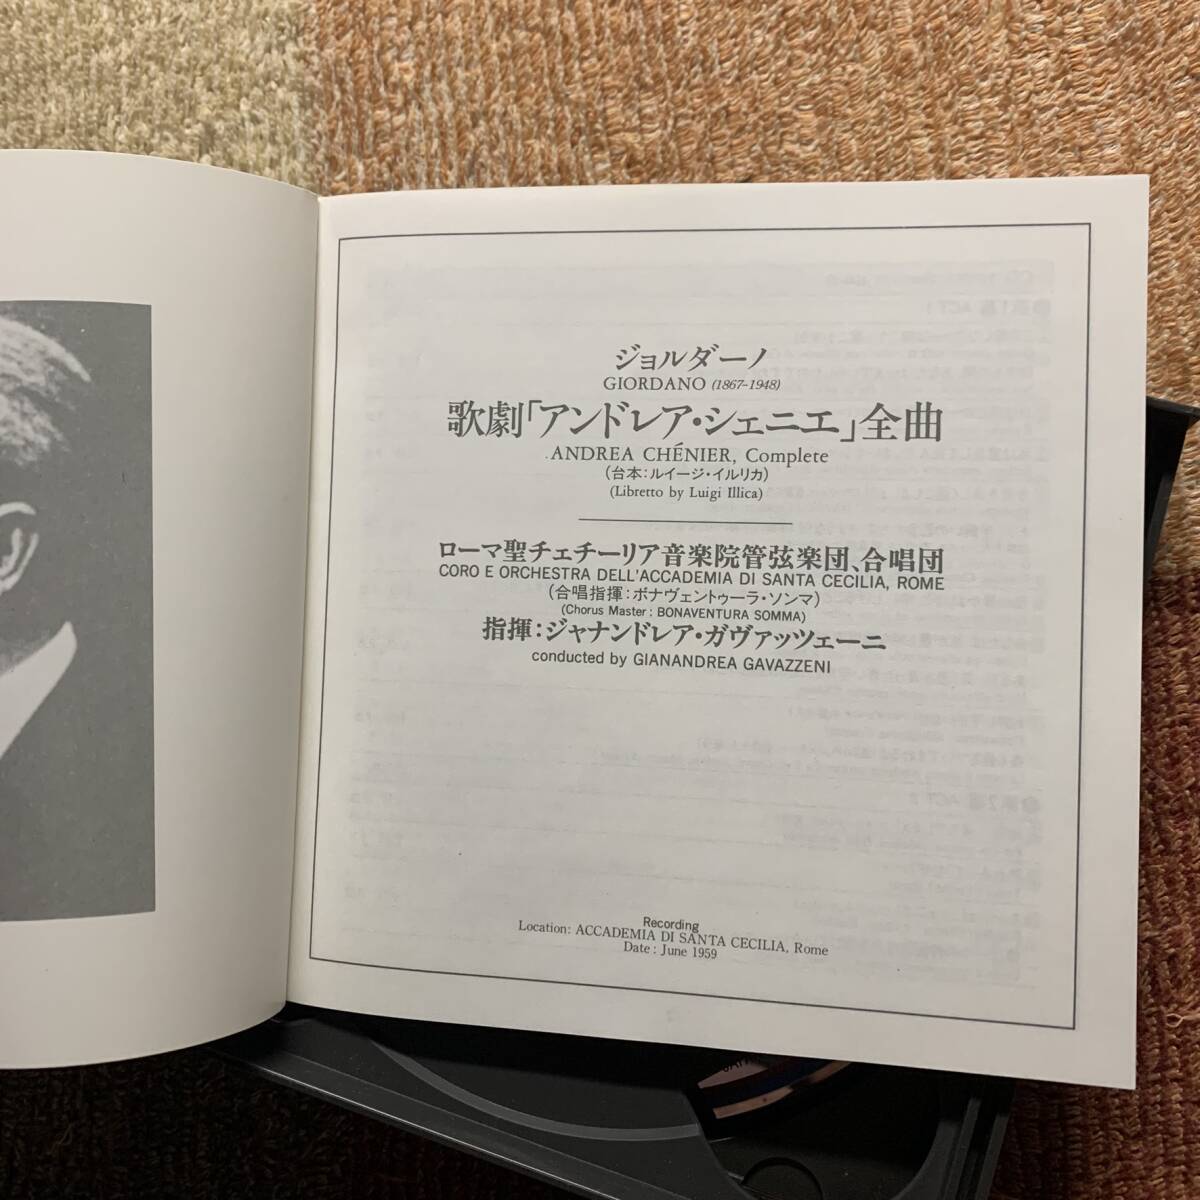 ジョルダーノ
GIORDANO (1867-1948)
歌劇「アンドレア・シェニエ」全曲
ANDREA CHÉNIER, Complete
(台本:ルイージ・イルリカ)
(Libretto by Luigi Illica)
ローマ聖チェチーリア音楽院管弦楽団、合唱団
CORO E ORCHESTRA DELL'ACCADEMIA DI SANTA CECILIA, ROME
(合唱指揮:ボナヴェントゥーラ・ソンマ)
(Chorus Master : BONAVENTURA SOMMA)
指揮:ジャナンドレア・ガヴァッツェーニ
conducted by GIANANDREA GAVAZZENI
Recording
Location: ACCADEMIA DI SANTA CECILIA, Rome
Date : June 1959